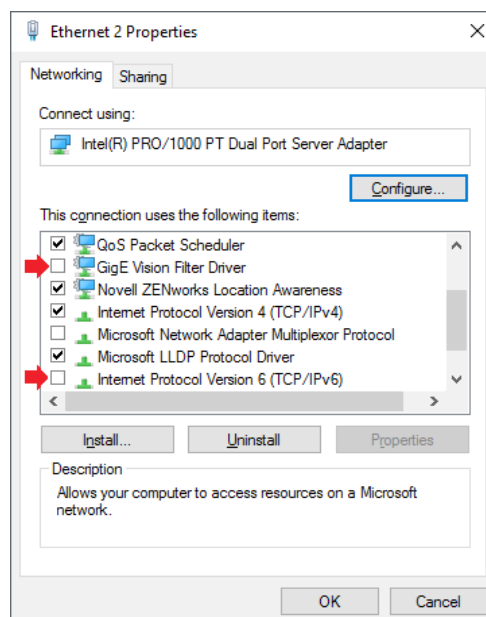 Ethernet 2 Properties
Networking
Sharing
Connect using:
Intel(R) PRO/1000 PT Dual Port Server Adapter
Configure...
This connection uses the following items:
QoS Packet Scheduler
GigE Vision Filter Driver
Novell ZENworks Location Awareness
Internet Protocol Version 4 (TCP/IPv4)
Microsoft Network Adapter Multiplexor Protocol
Microsoft LLDP Protocol Driver
Internet Protocol Version 6 (TCP/IPv6)
Install...
Uninstall
Properties
Description
Allows your computer to access resources on a Microsoft
network.
OK
Cancel